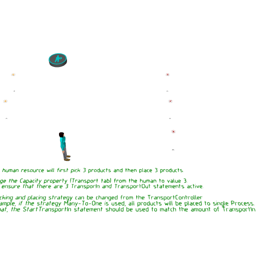 human resource will first pick 3 products and then place 3 products.
ge the Capacity property (Transport tab) from the human to value 3.
ensure that there are 3 TransportIn and TransportOut statements active
cking and placing strategy can be changed from the TransportController.
ample, if the strategy Many-To-One is used, all products will be placed to single Process.
at, the StartTransportIn statement should be used to match the amount of TransportIn